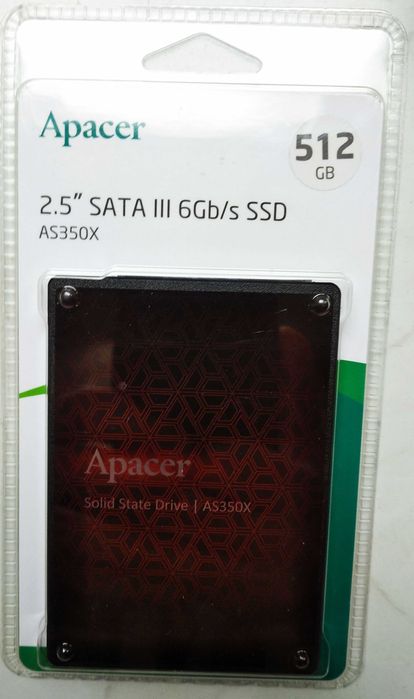 Apacer
512
GB
2.5” SATA III 6Gb/s SSD
AS350X
Apacer
Solid State Drive | AS350X